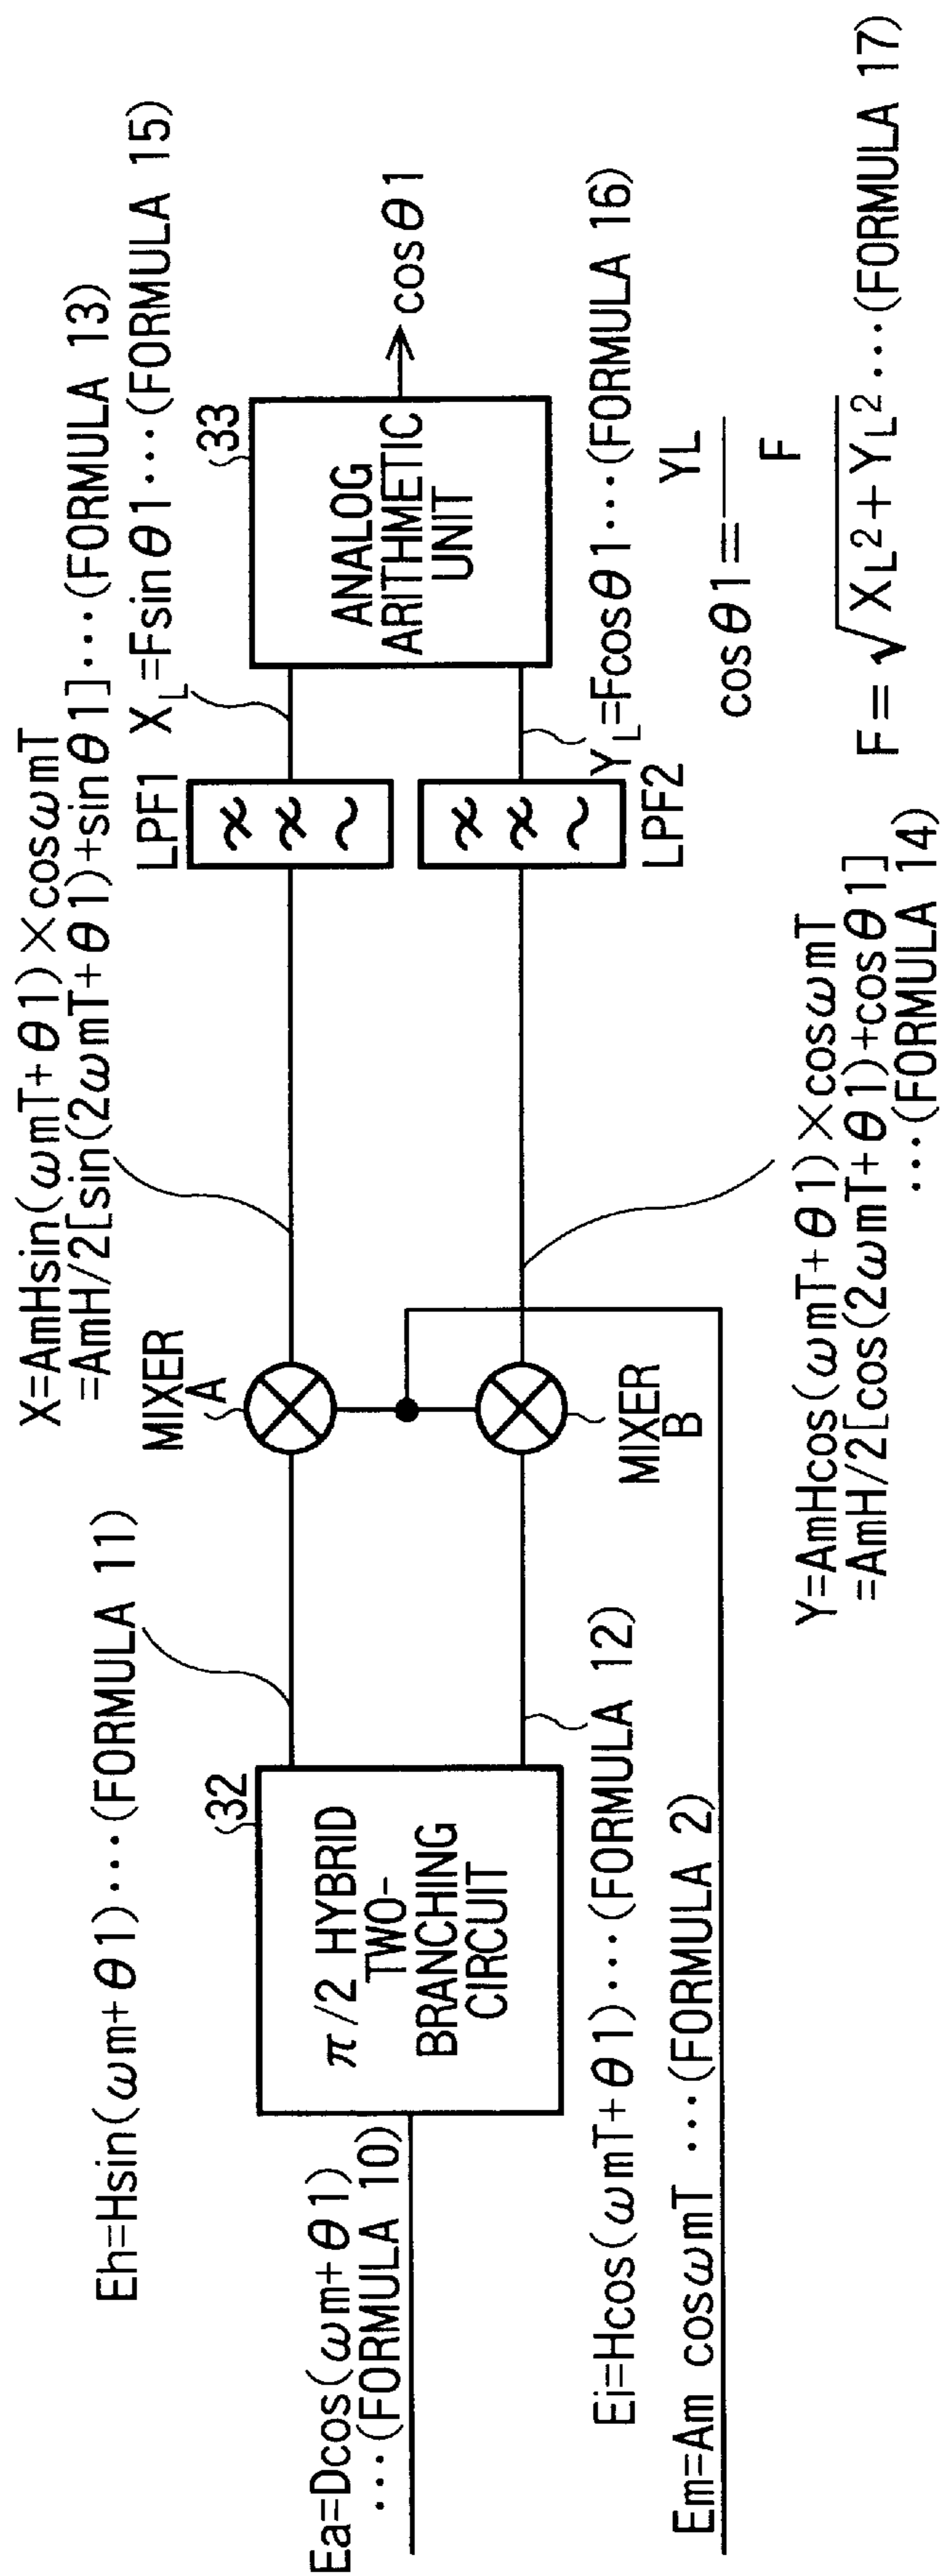 Ea=Dcos(ωm+θ1)
···(FORMULA 10)
32
π/2 HYBRID
TWO-
BRANCHING
CIRCUIT
Eh=Hsin(ωm+θ1)···(FORMULA 11)
Ei=Hcos(ωmT+θ1)···(FORMULA 12)
Em=Am cosωmT ···(FORMULA 2)
MIXER
A
MIXER
B
X=AmHsin(ωmT+θ1)×cosωmT
=AmH/2[sin(2ωmT+θ1)+sinθ1]···(FORMULA 13)
Y=AmHcos(ωmT+θ1)×cosωmT
=AmH/2[cos(2ωmT+θ1)+cosθ1]
···(FORMULA 14)
LPF1
LPF2
XL=Fsinθ1···(FORMULA 15)
YL=Fcosθ1···(FORMULA 16)
33
ANALOG
ARITHMETIC
UNIT
cosθ1
cosθ1=YL/F
F=√XL²+YL²···(FORMULA 17)